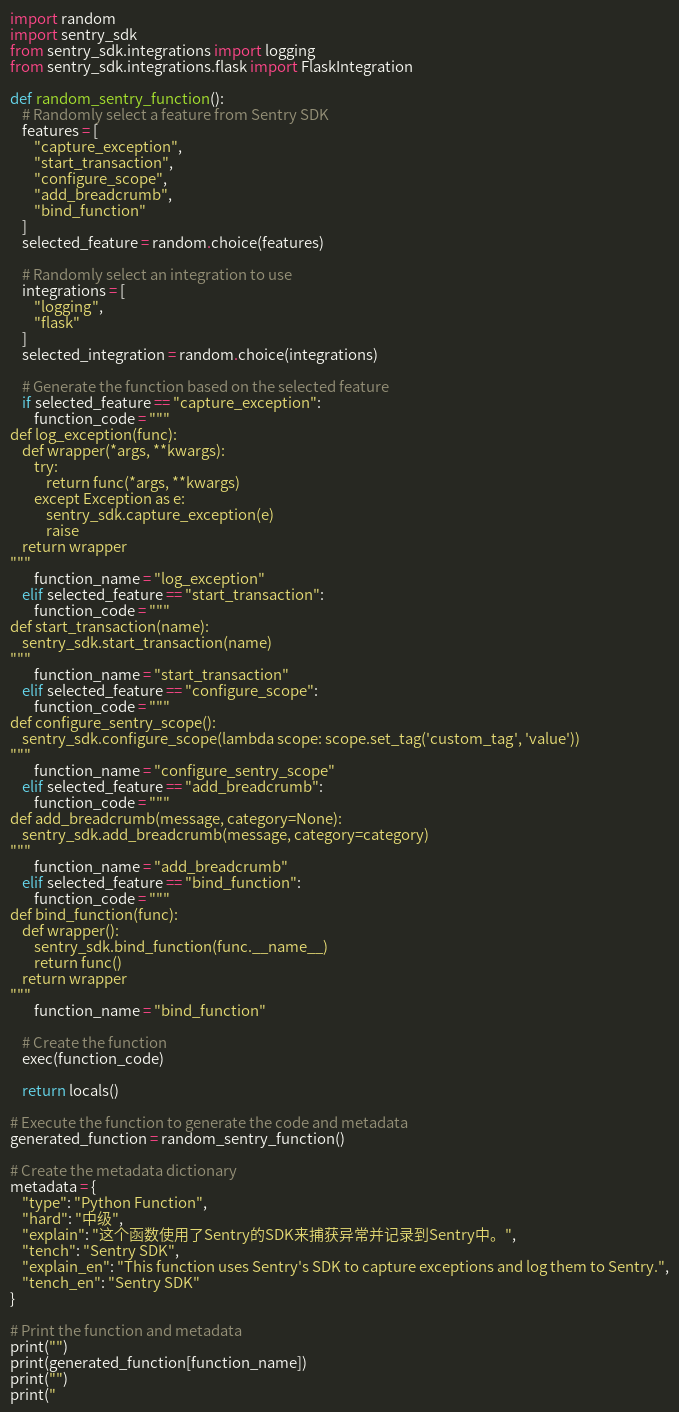 import random
import sentry_sdk
from sentry_sdk.integrations import logging
from sentry_sdk.integrations.flask import FlaskIntegration

def random_sentry_function():
    # Randomly select a feature from Sentry SDK
    features = [
        "capture_exception",
        "start_transaction",
        "configure_scope",
        "add_breadcrumb",
        "bind_function"
    ]
    selected_feature = random.choice(features)

    # Randomly select an integration to use
    integrations = [
        "logging",
        "flask"
    ]
    selected_integration = random.choice(integrations)

    # Generate the function based on the selected feature
    if selected_feature == "capture_exception":
        function_code = """
def log_exception(func):
    def wrapper(*args, **kwargs):
        try:
            return func(*args, **kwargs)
        except Exception as e:
            sentry_sdk.capture_exception(e)
            raise
    return wrapper
"""
        function_name = "log_exception"
    elif selected_feature == "start_transaction":
        function_code = """
def start_transaction(name):
    sentry_sdk.start_transaction(name)
"""
        function_name = "start_transaction"
    elif selected_feature == "configure_scope":
        function_code = """
def configure_sentry_scope():
    sentry_sdk.configure_scope(lambda scope: scope.set_tag('custom_tag', 'value'))
"""
        function_name = "configure_sentry_scope"
    elif selected_feature == "add_breadcrumb":
        function_code = """
def add_breadcrumb(message, category=None):
    sentry_sdk.add_breadcrumb(message, category=category)
"""
        function_name = "add_breadcrumb"
    elif selected_feature == "bind_function":
        function_code = """
def bind_function(func):
    def wrapper():
        sentry_sdk.bind_function(func.__name__)
        return func()
    return wrapper
"""
        function_name = "bind_function"

    # Create the function
    exec(function_code)

    return locals()

# Execute the function to generate the code and metadata
generated_function = random_sentry_function()

# Create the metadata dictionary
metadata = {
    "type": "Python Function",
    "hard": "中级",
    "explain": "这个函数使用了Sentry的SDK来捕获异常并记录到Sentry中。",
    "tench": "Sentry SDK",
    "explain_en": "This function uses Sentry's SDK to capture exceptions and log them to Sentry.",
    "tench_en": "Sentry SDK"
}

# Print the function and metadata
print("")
print(generated_function[function_name])
print("")
print("